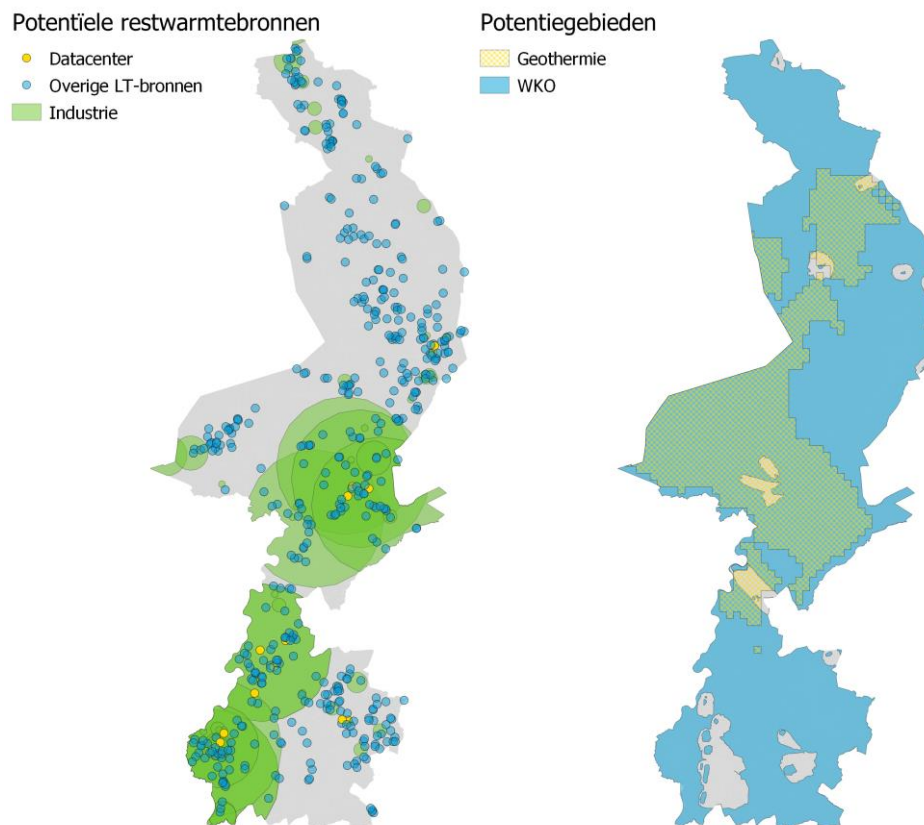 Potentïele restwarmtebronnen
Datacenter
Overige LT-bronnen
Industrie
Potentiegebieden
Geothermie
WKO